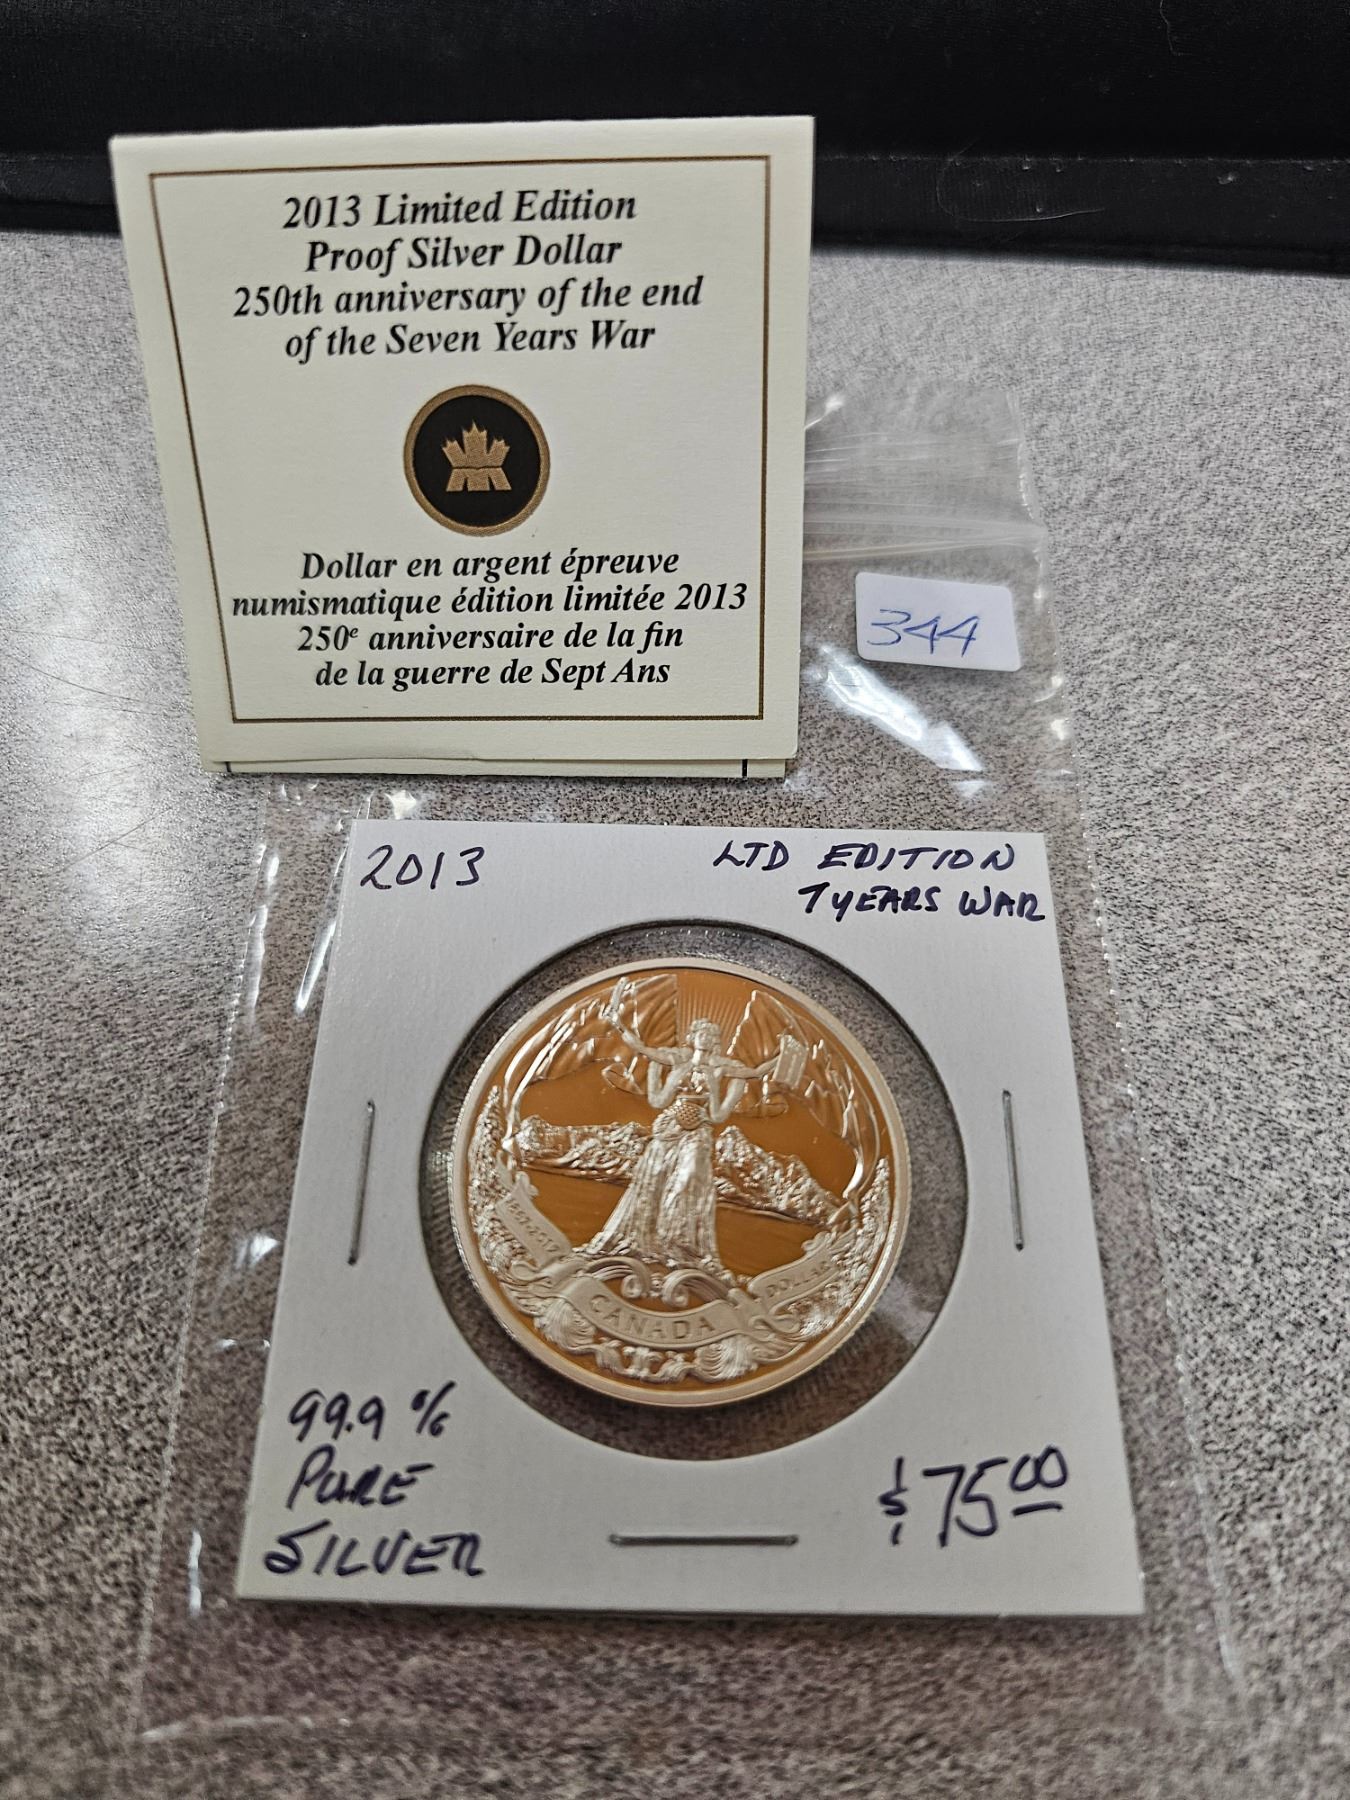 2013 Limited Edition
Proof Silver Dollar
250th anniversary of the end
of the Seven Years War
Dollar en argent épreuve
numismatique édition limitée 2013
250e anniversaire de la fin
de la guerre de Sept Ans
344
2013
LTD EDITION
7 YEARS WAR
DOLLAR
CANADA
99.9 %
PURE
SILVER
$75.00